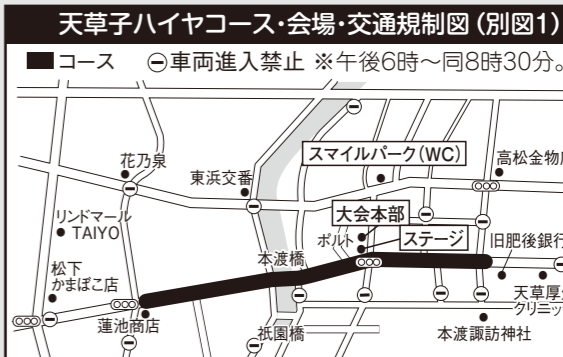 天草子ハイヤコース・会場・交通規制図(別図1)
コース 車両進入禁止 ※午後6時〜同8時30分。
花乃泉
東浜交番
スマイルパーク(WC)
高松金物
リンドマール
TAIYO
大会本部
ポルト
ステージ
旧肥後銀行
松下
かまぼこ店
本渡橋
蓮池商店
祇園橋
天草厚生
クリニッ
本渡諏訪神社